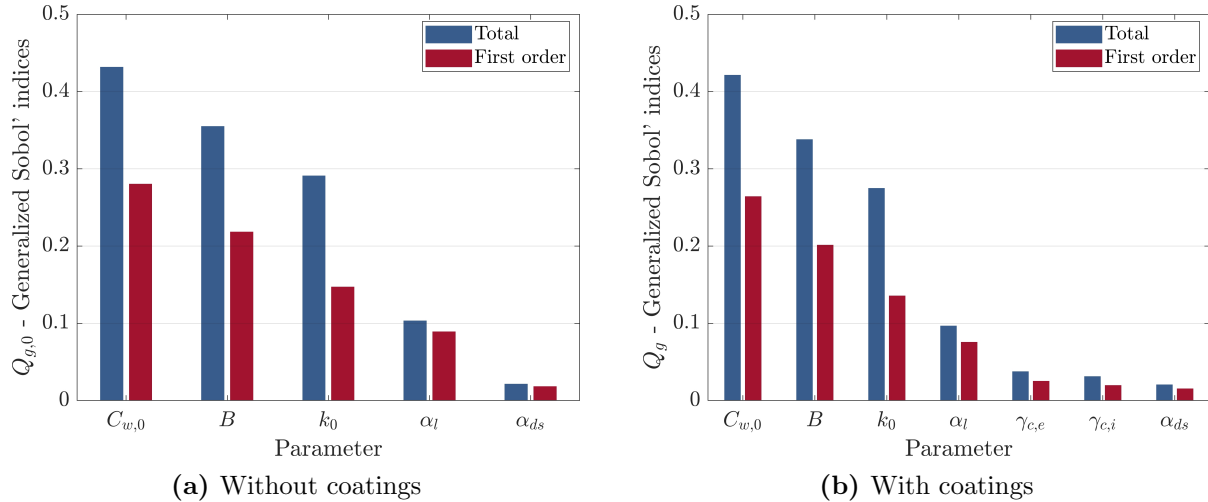 0.5
0.4
0.3
0.2
0.1
0
Q_{g,0} - Generalized Sobol' indices
Total
First order
C_{w,0} B k_0 α_l α_{ds}
Parameter
(a) Without coatings
0.5
0.4
0.3
0.2
0.1
0
Q_g - Generalized Sobol' indices
Total
First order
C_{w,0} B k_0 α_l γ_{c,e} γ_{c,i} α_{ds}
Parameter
(b) With coatings